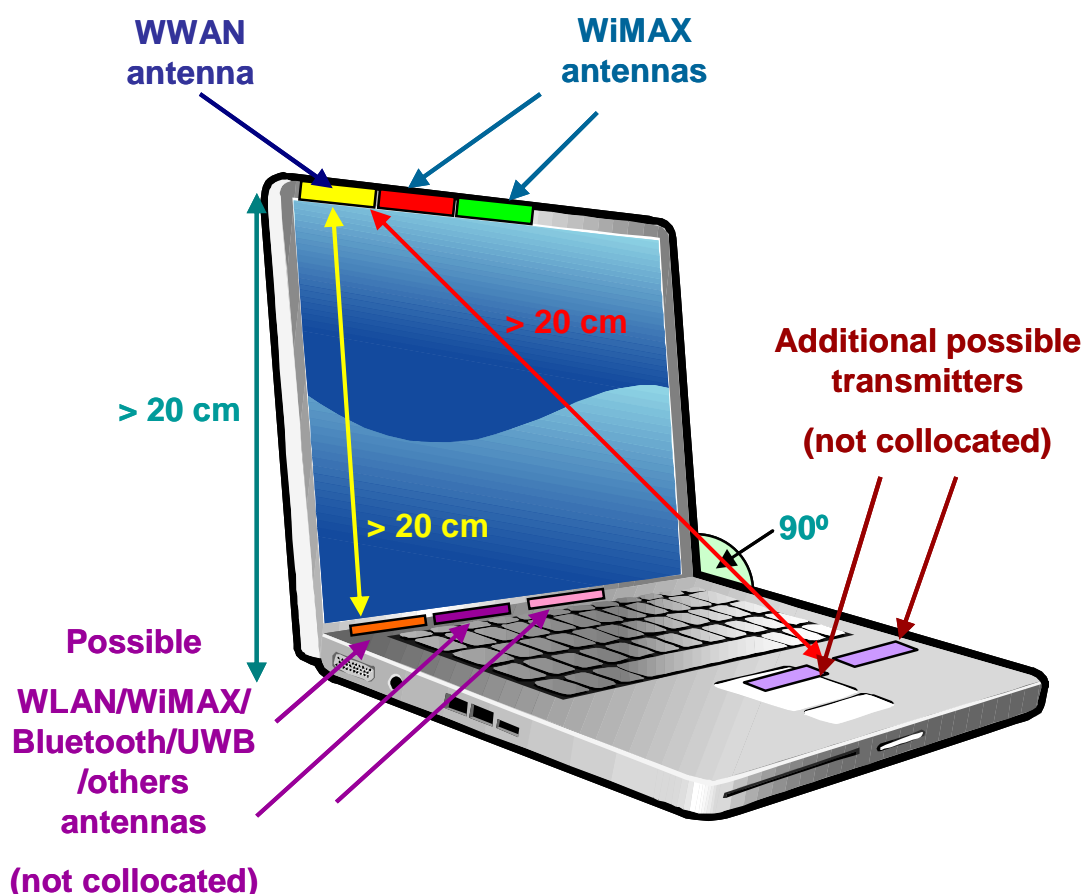 WWAN
antenna
WiMAX
antennas
> 20 cm
Additional possible
transmitters
(not collocated)
> 20 cm
> 20 cm
90º
Possible
WLAN/WiMAX/
Bluetooth/UWB
/others
antennas
(not collocated)